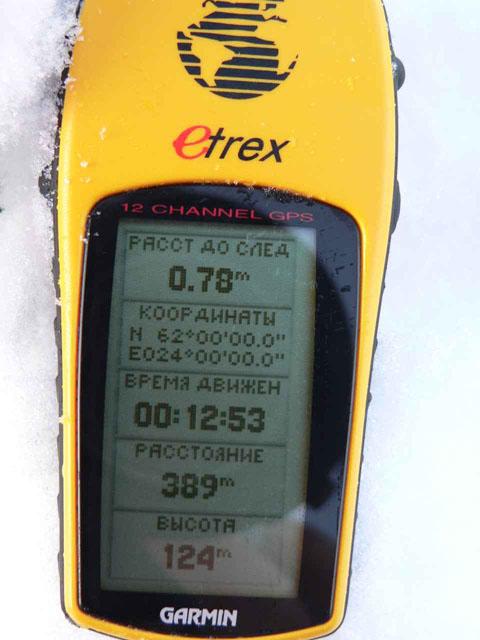 etrex
12 CHANNEL GPS
РАССТ ДО СЛЕД
0.78m
КООРДИНАТЫ
N 62°00'00.0"
E024°00'00.0"
ВРЕМЯ ДВИЖЕН
00:12:53
РАССТОЯНИЕ
389m
ВЫСОТА
124m
GARMIN